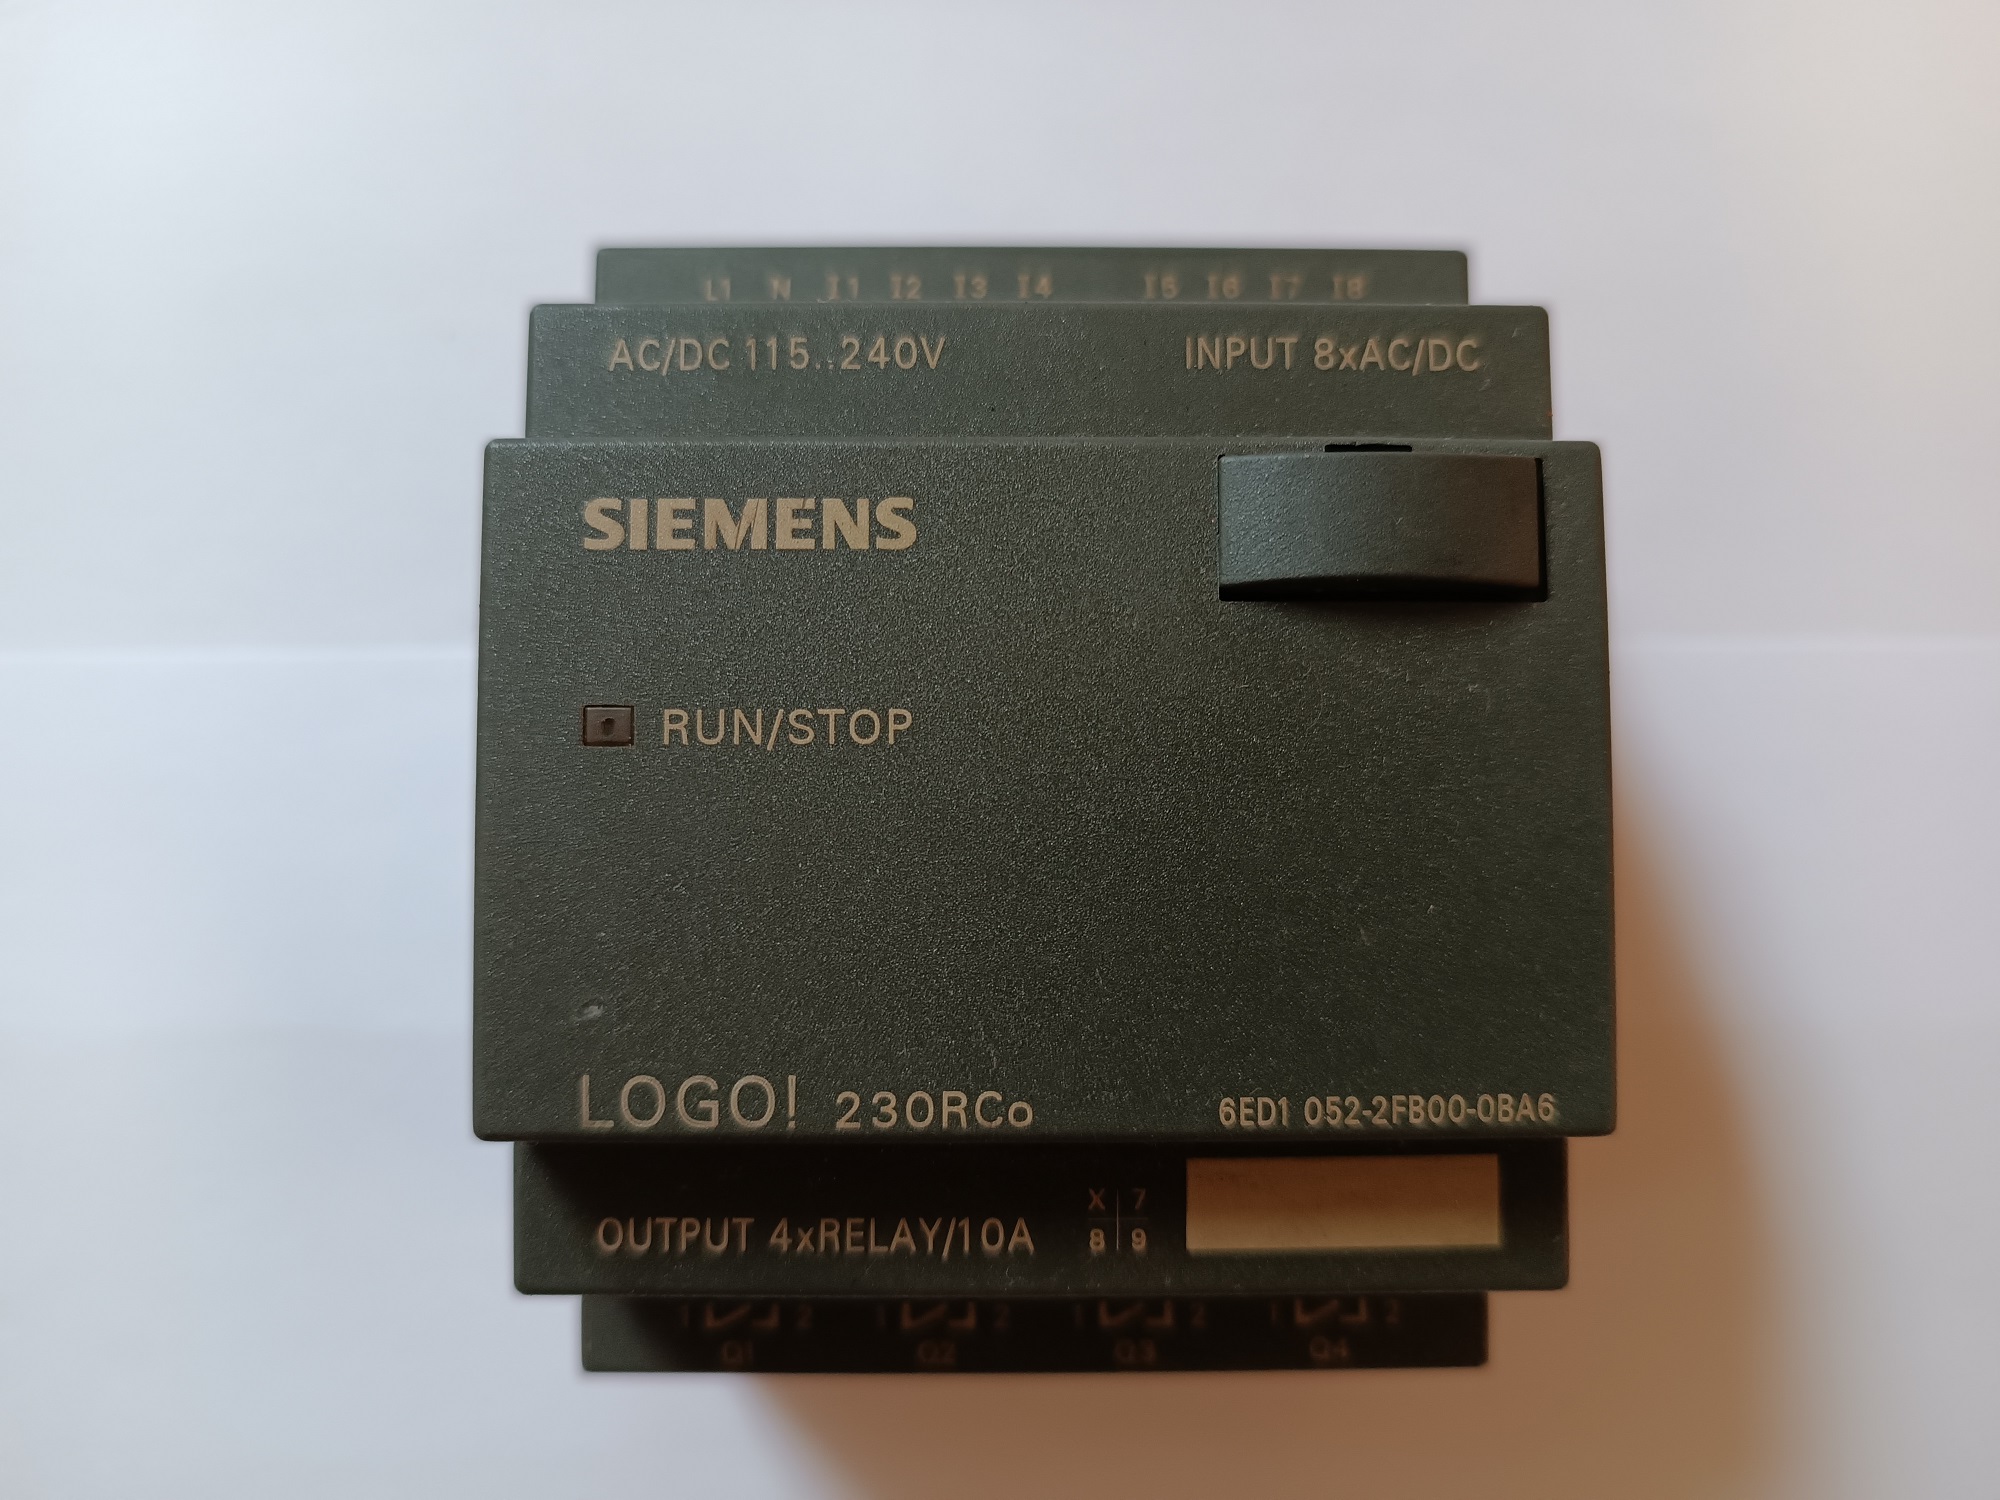 L1 N I1 I2 I3 I4 I5 I6 I7 I8
AC/DC 115..240V INPUT 8xAC/DC
SIEMENS
RUN/STOP
LOGO! 230RCo 6ED1 052-2FB00-0BA6
OUTPUT 4xRELAY/10A
X 7
8 9
1 2 1 2 1 2 1 2
Q1 Q2 Q3 Q4